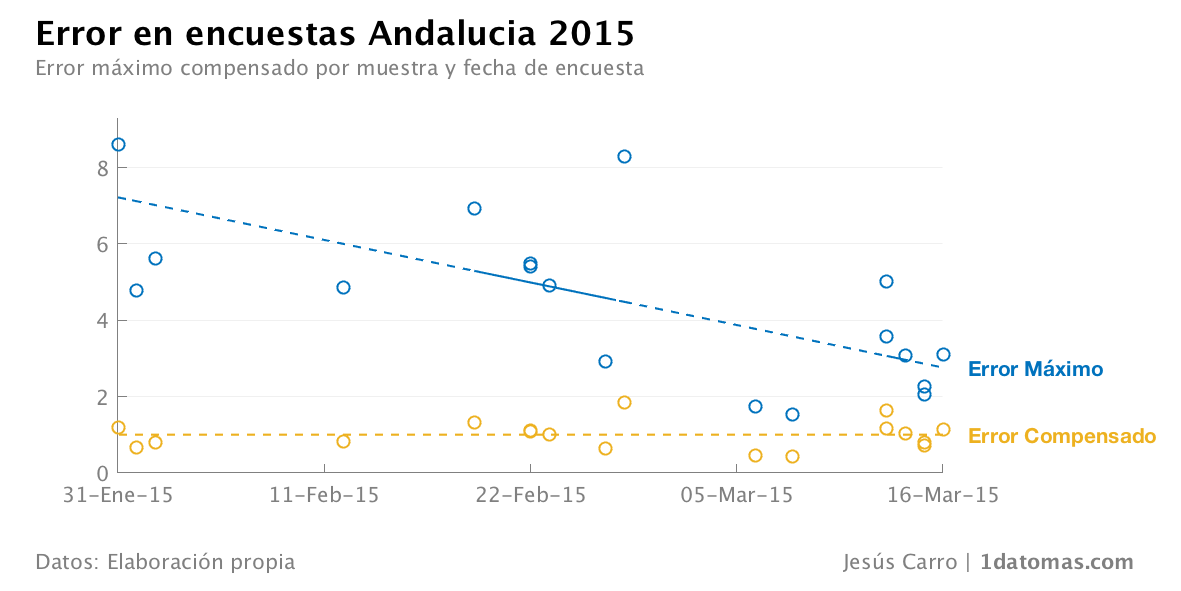 Error en encuestas Andalucia 2015
Error máximo compensado por muestra y fecha de encuesta
8
6
4
2
0
31-Ene-15 11-Feb-15 22-Feb-15 05-Mar-15 16-Mar-15
Error Máximo
Error Compensado
Datos: Elaboración propia
Jesús Carro | 1datomas.com